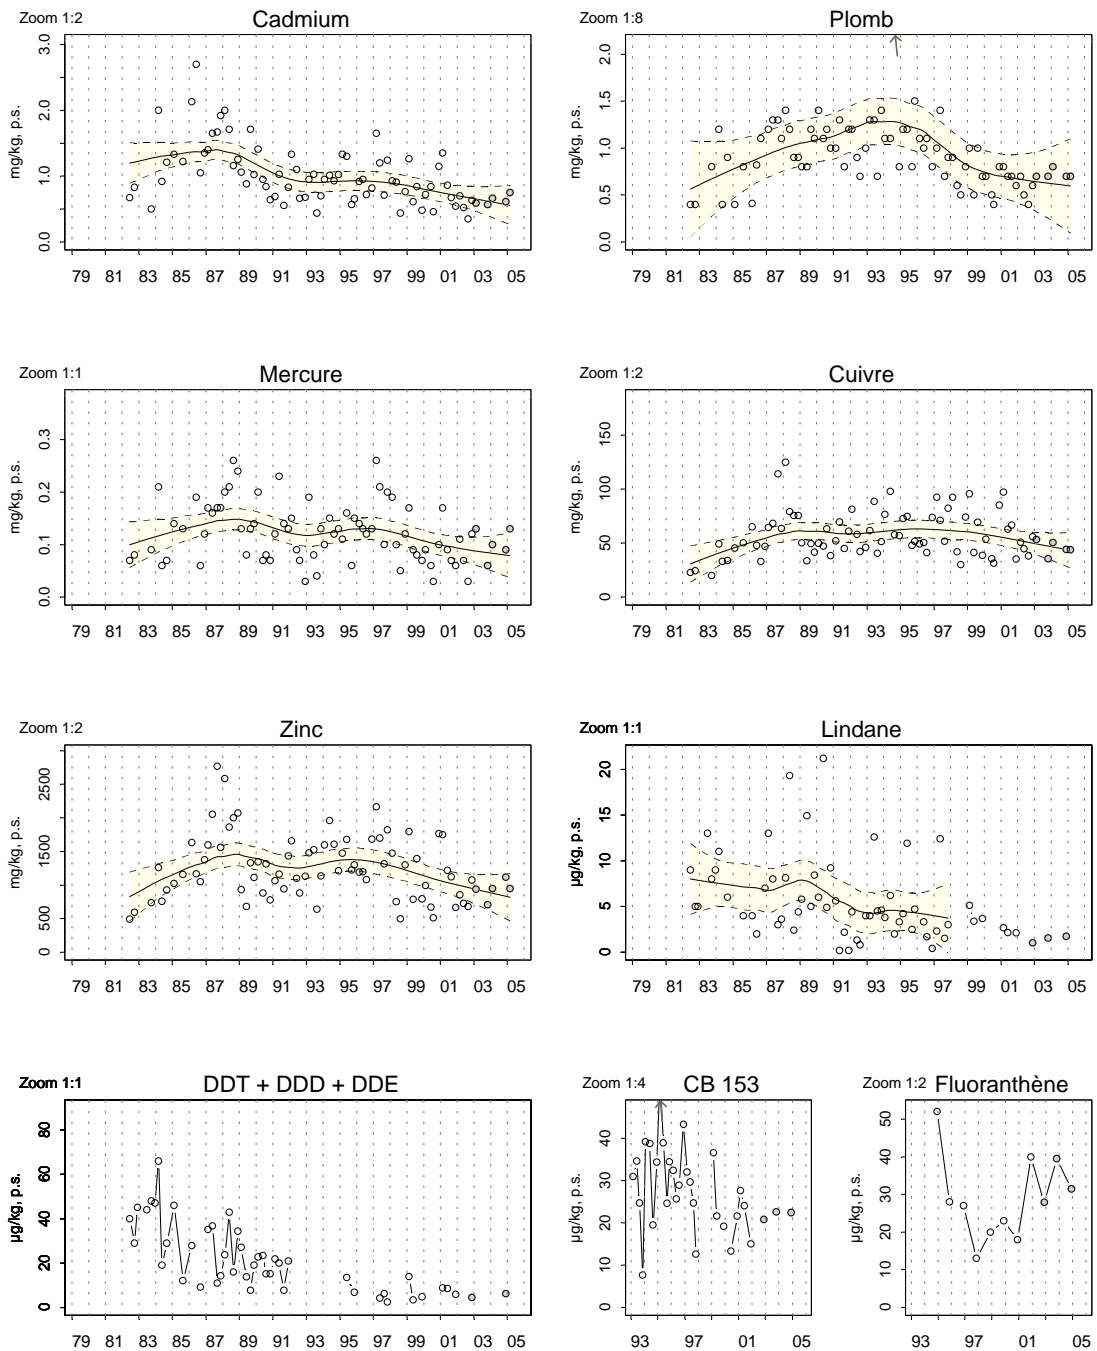 Zoom 1:2 Cadmium
mg/kg, p.s.
0.0 1.0 2.0 3.0
79 81 83 85 87 89 91 93 95 97 99 01 03 05
Zoom 1:8 Plomb
mg/kg, p.s.
0.0 0.5 1.0 1.5 2.0
79 81 83 85 87 89 91 93 95 97 99 01 03 05
Zoom 1:1 Mercure
mg/kg, p.s.
0.0 0.1 0.2 0.3
79 81 83 85 87 89 91 93 95 97 99 01 03 05
Zoom 1:2 Cuivre
mg/kg, p.s.
0 50 100 150
79 81 83 85 87 89 91 93 95 97 99 01 03 05
Zoom 1:2 Zinc
mg/kg, p.s.
0 500 1500 2500
79 81 83 85 87 89 91 93 95 97 99 01 03 05
Zoom 1:1 Lindane
µg/kg, p.s.
0 5 10 15 20
79 81 83 85 87 89 91 93 95 97 99 01 03 05
Zoom 1:1 DDT + DDD + DDE
µg/kg, p.s.
0 20 40 60 80
79 81 83 85 87 89 91 93 95 97 99 01 03 05
Zoom 1:4 CB 153
µg/kg, p.s.
0 10 20 30 40
93 97 01 05
Zoom 1:2 Fluoranthène
µg/kg, p.s.
0 10 20 30 40 50
93 97 01 05